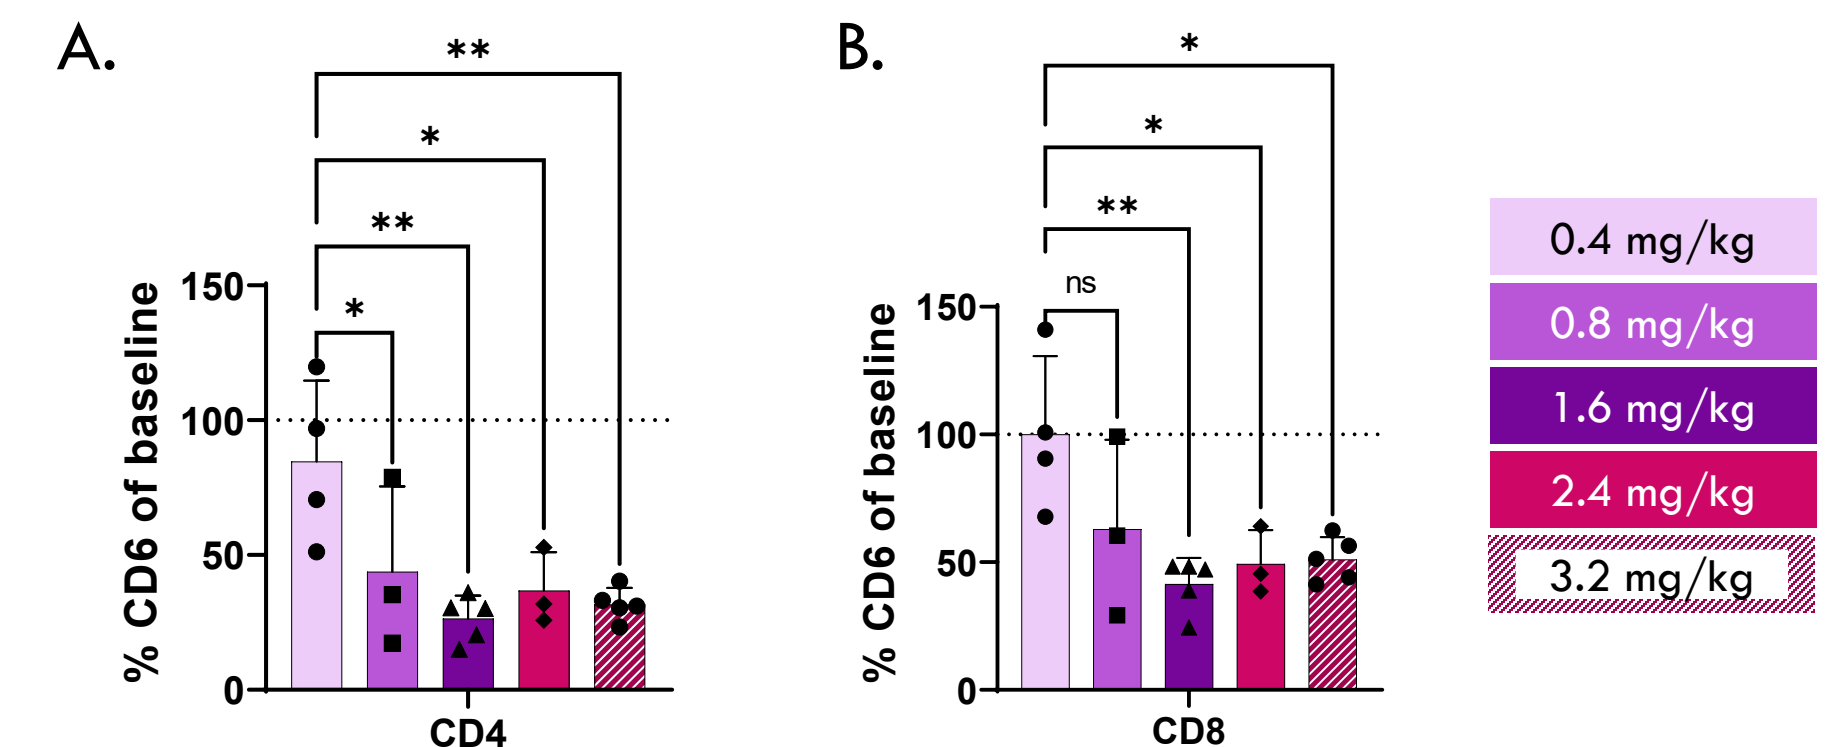 A.
**
*
**
*
150
100
50
0
% CD6 of baseline
CD4
B.
*
*
**
ns
150
100
50
0
% CD6 of baseline
CD8
0.4 mg/kg
0.8 mg/kg
1.6 mg/kg
2.4 mg/kg
3.2 mg/kg